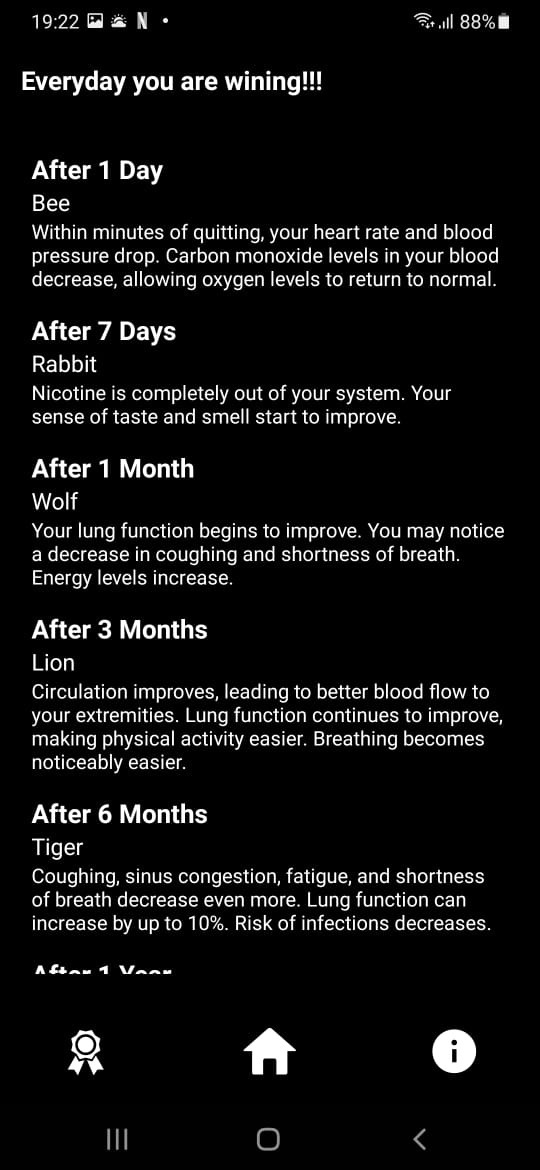 19:22 N • 88%
Everyday you are wining!!!
After 1 Day
Bee
Within minutes of quitting, your heart rate and blood
pressure drop. Carbon monoxide levels in your blood
decrease, allowing oxygen levels to return to normal.
After 7 Days
Rabbit
Nicotine is completely out of your system. Your
sense of taste and smell start to improve.
After 1 Month
Wolf
Your lung function begins to improve. You may notice
a decrease in coughing and shortness of breath.
Energy levels increase.
After 3 Months
Lion
Circulation improves, leading to better blood flow to
your extremities. Lung function continues to improve,
making physical activity easier. Breathing becomes
noticeably easier.
After 6 Months
Tiger
Coughing, sinus congestion, fatigue, and shortness
of breath decrease even more. Lung function can
increase by up to 10%. Risk of infections decreases.
After 1 Year